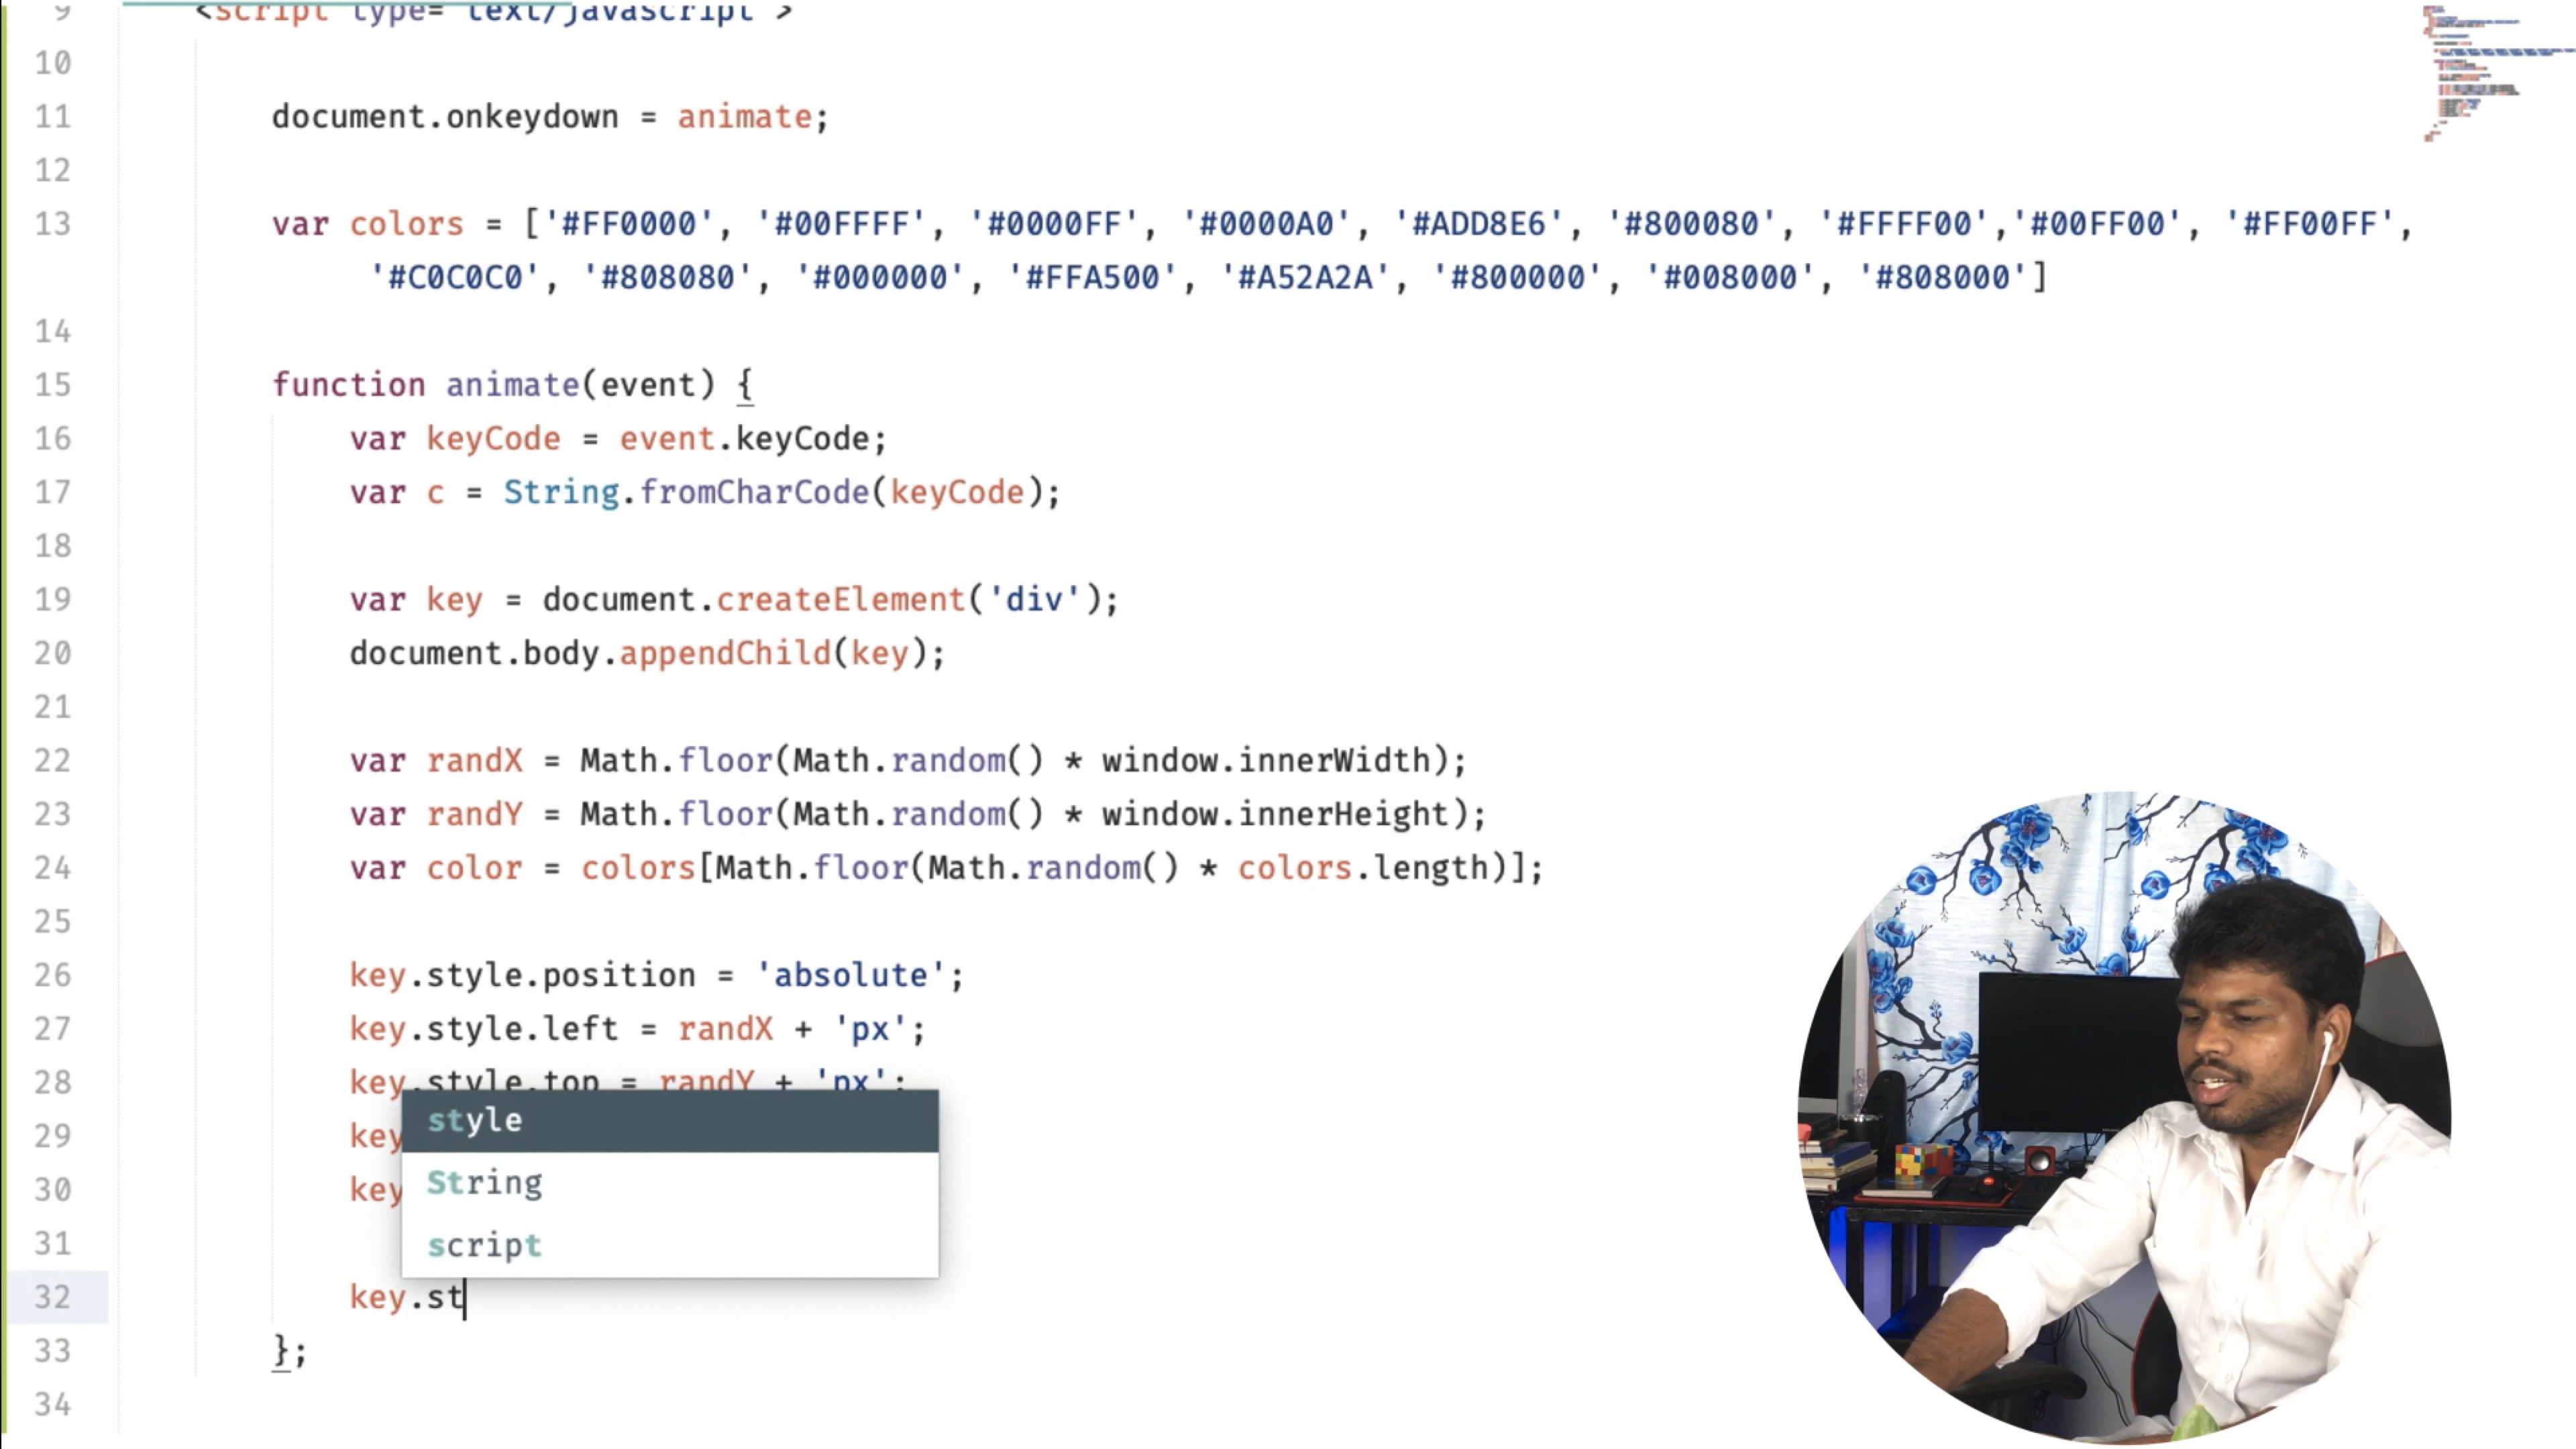 9 <script type="text/javascript">
10
11 document.onkeydown = animate;
12
13 var colors = ['#FF0000', '#00FFFF', '#0000FF', '#0000A0', '#ADD8E6', '#800080', '#FFFF00','#00FF00', '#FF00FF',
'#C0C0C0', '#808080', '#000000', '#FFA500', '#A52A2A', '#800000', '#008000', '#808000']
14
15 function animate(event) {
16 var keyCode = event.keyCode;
17 var c = String.fromCharCode(keyCode);
18
19 var key = document.createElement('div');
20 document.body.appendChild(key);
21
22 var randX = Math.floor(Math.random() * window.innerWidth);
23 var randY = Math.floor(Math.random() * window.innerHeight);
24 var color = colors[Math.floor(Math.random() * colors.length)];
25
26 key.style.position = 'absolute';
27 key.style.left = randX + 'px';
28 key.style.top = randY + 'px';
style
29 key
String
30 key
script
31
32 key.st
33 };
34